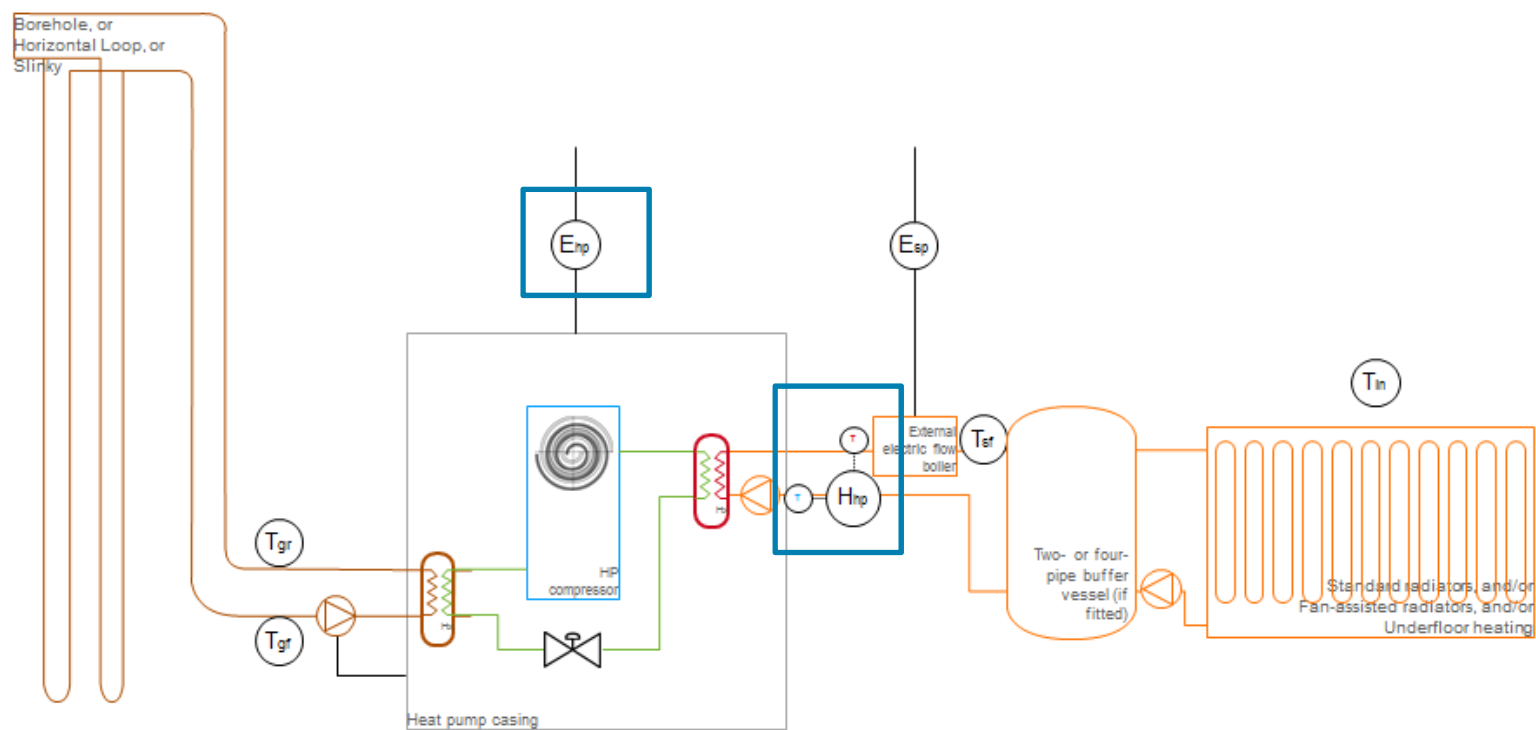 Borehole, or
Horizontal Loop, or
Slinky
Ehp
Esp
Tin
T
External
electric flow
boiler
Tsf
T
Hhp
Tgr
HP
compressor
Two- or four-
pipe buffer
vessel (if
fitted)
Standard radiators, and/or
Fan-assisted radiators, and/or
Underfloor heating
Tgf
Heat pump casing